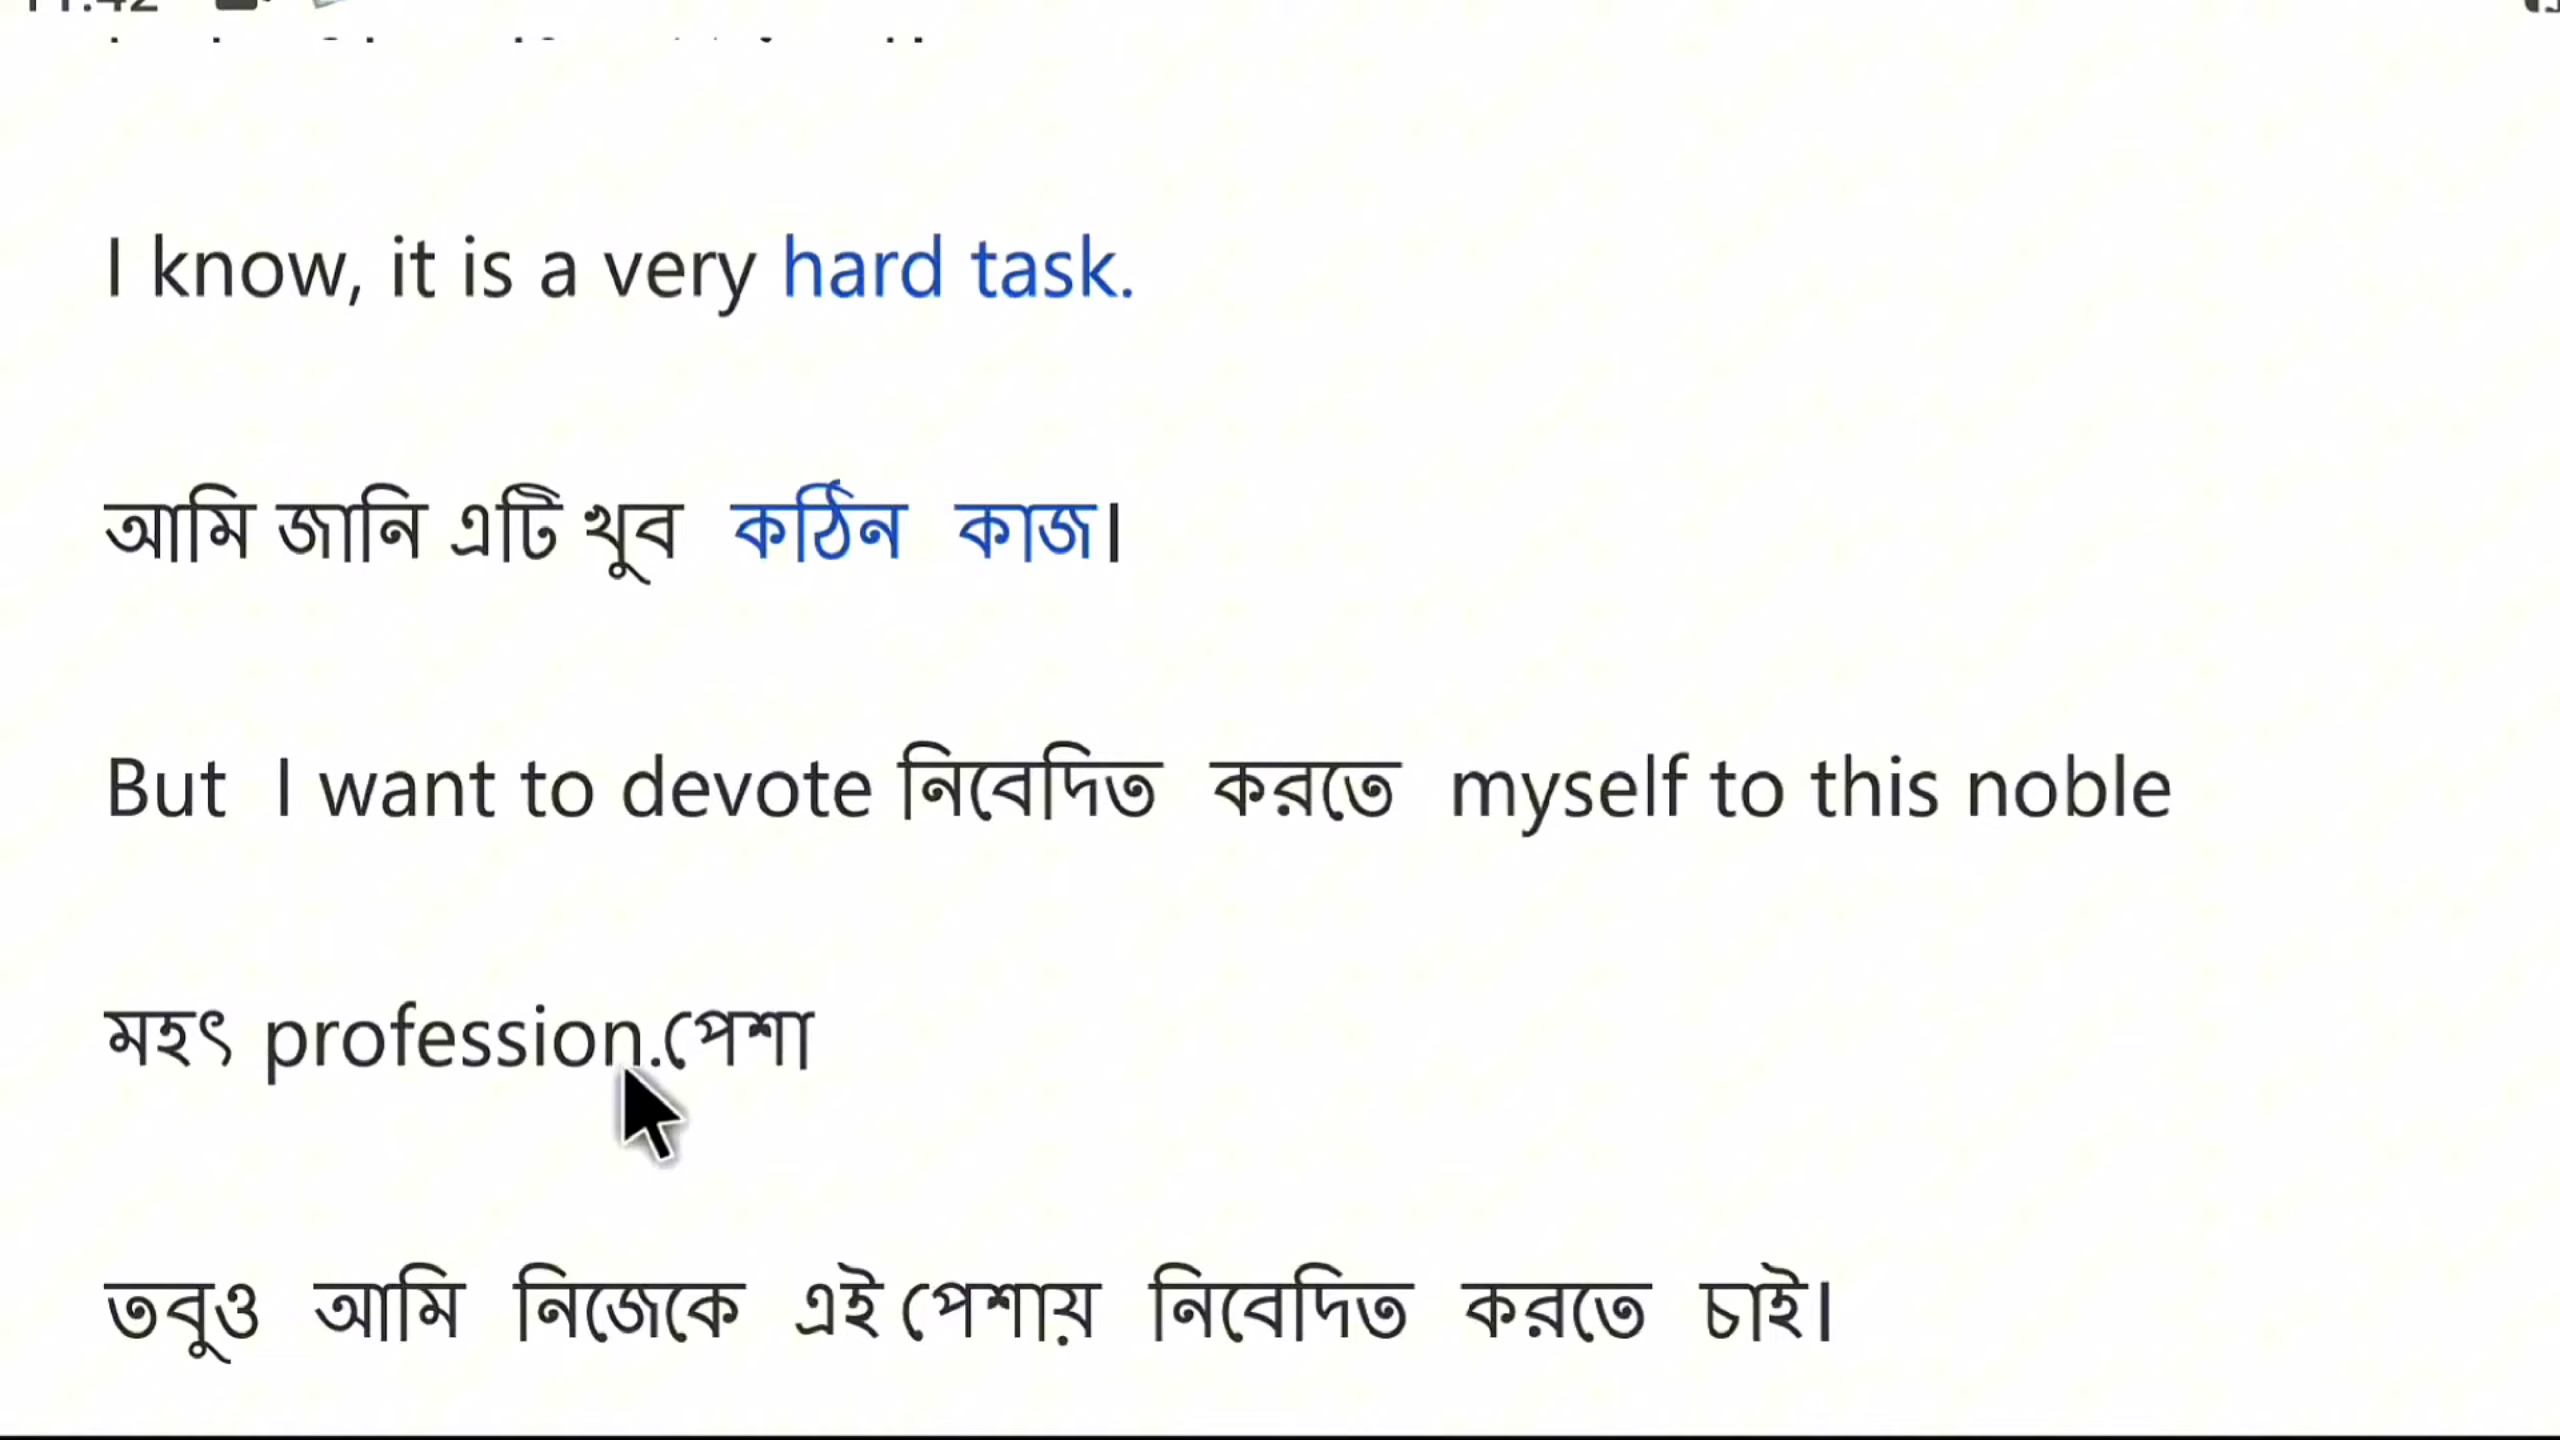 I know, it is a very hard task.
আমি জানি এটি খুব কঠিন কাজ।
But I want to devote নিবেদিত করতে myself to this noble
মহৎ profession.পেশা
তবুও আমি নিজেকে এই পেশায় নিবেদিত করতে চাই।